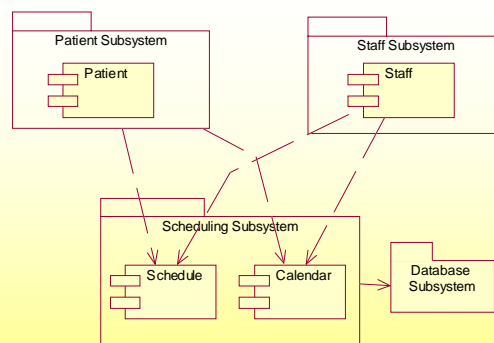 Patient Subsystem
Patient
Staff Subsystem
Staff
Scheduling Subsystem
Schedule
Calendar
Database
Subsystem